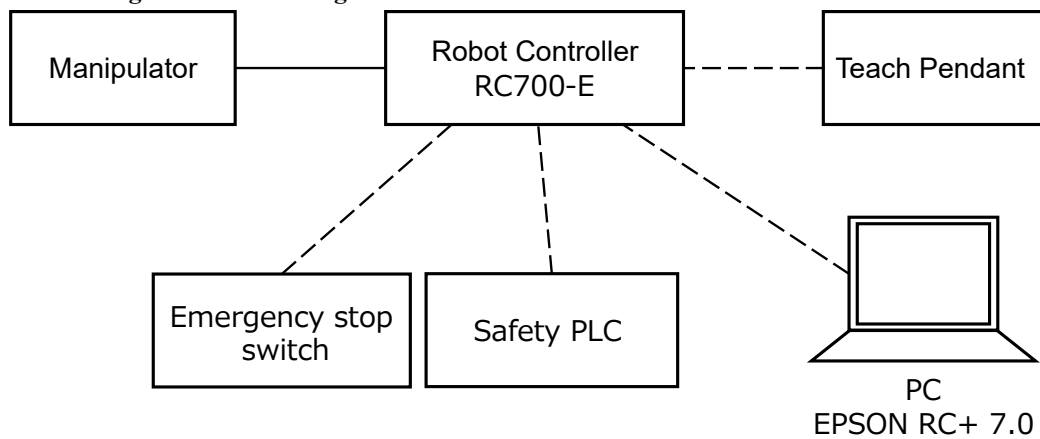 Manipulator
Robot Controller
RC700-E
Teach Pendant
Emergency stop
switch
Safety PLC
PC
EPSON RC+ 7.0